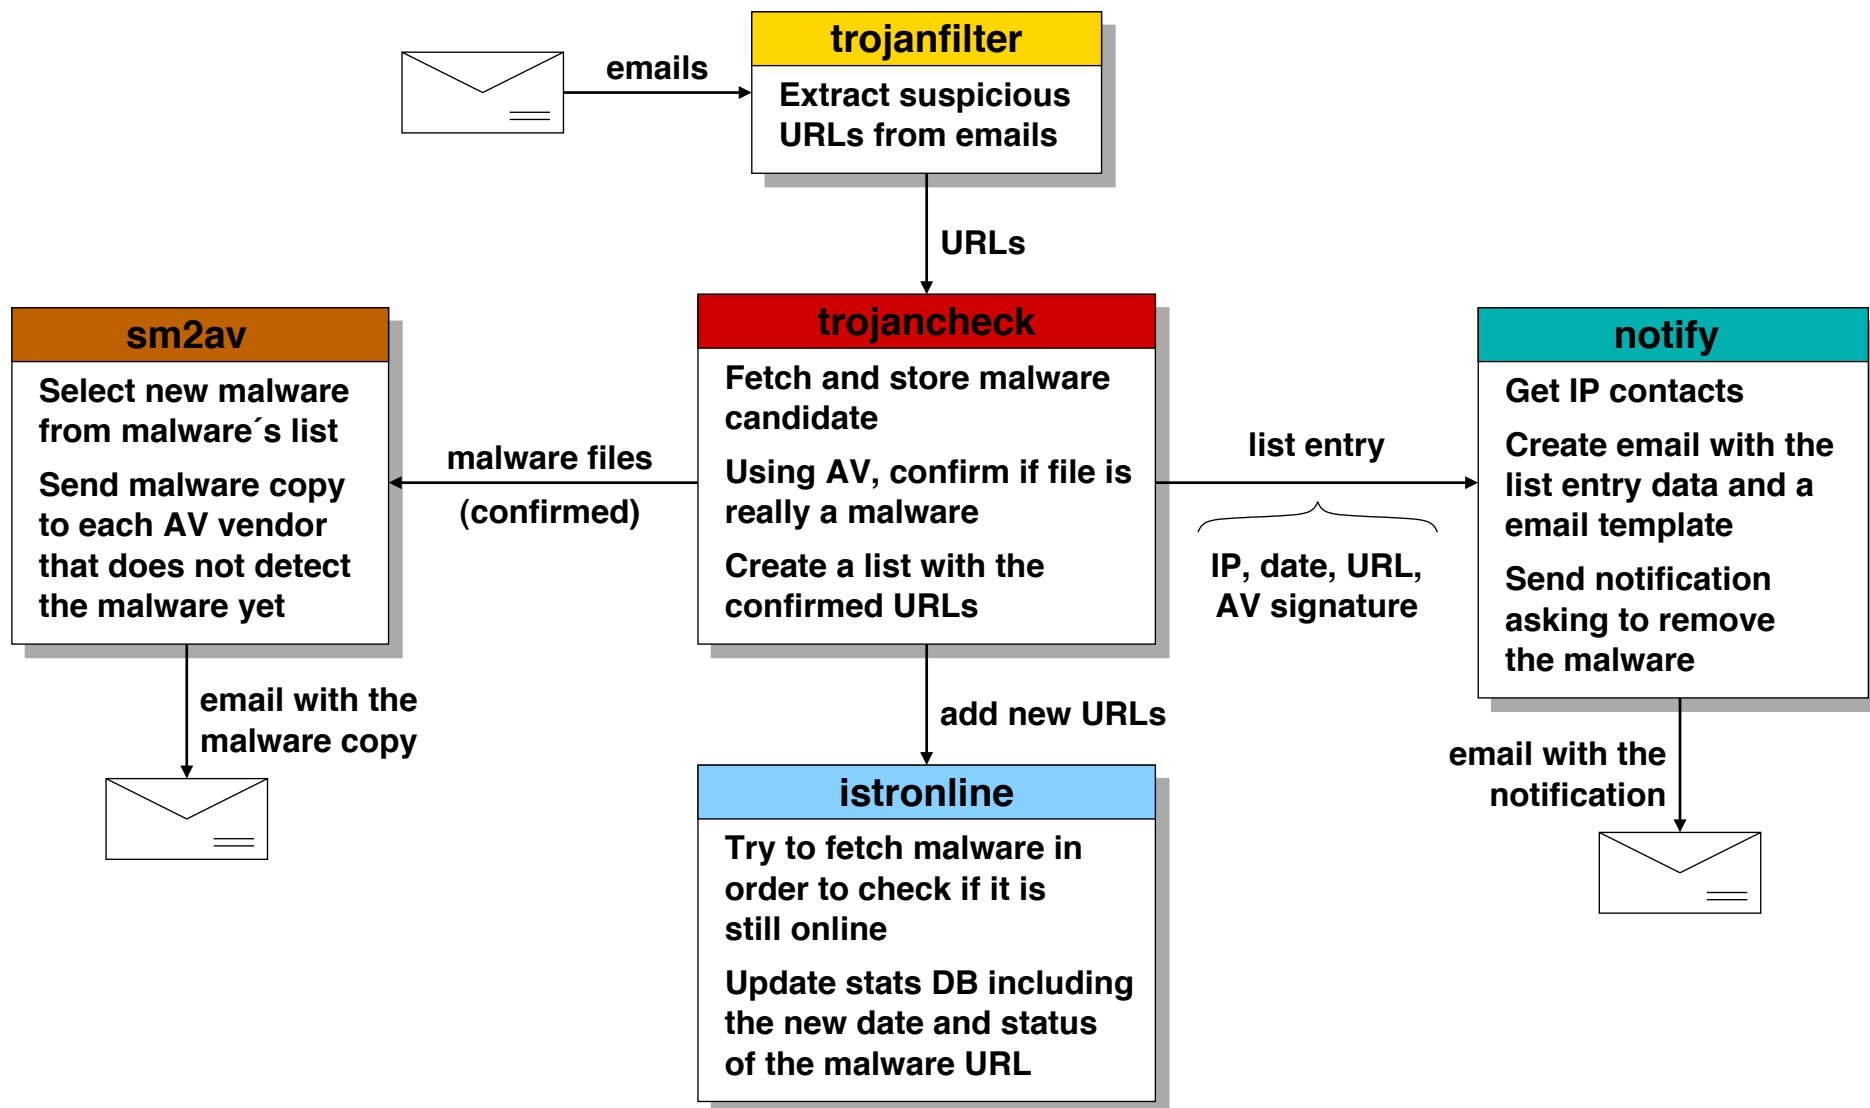 trojanfilter
emails
Extract suspicious
URLs from emails
URLs
sm2av
Select new malware
from malware´s list
Send malware copy
to each AV vendor
that does not detect
the malware yet
malware files
(confirmed)
trojancheck
Fetch and store malware
candidate
Using AV, confirm if file is
really a malware
Create a list with the
confirmed URLs
list entry
IP, date, URL,
AV signature
notify
Get IP contacts
Create email with the
list entry data and a
email template
Send notification
asking to remove
the malware
email with the
malware copy
add new URLs
email with the
notification
istronline
Try to fetch malware in
order to check if it is
still online
Update stats DB including
the new date and status
of the malware URL